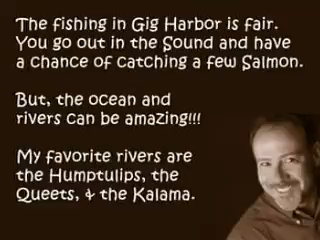 The fishing in Gig Harbor is fair.
You go out in the Sound and have
a chance of catching a few Salmon.
But, the ocean and
rivers can be amazing!!!
My favorite rivers are
the Humptulips, the
Queets, & the Kalama.